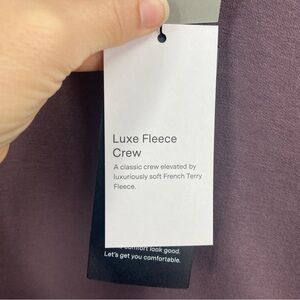 Luxe Fleece
Crew
A classic crew elevated by
luxuriously soft French Terry
Fleece.
comfort look good.
Let's get you comfortable.